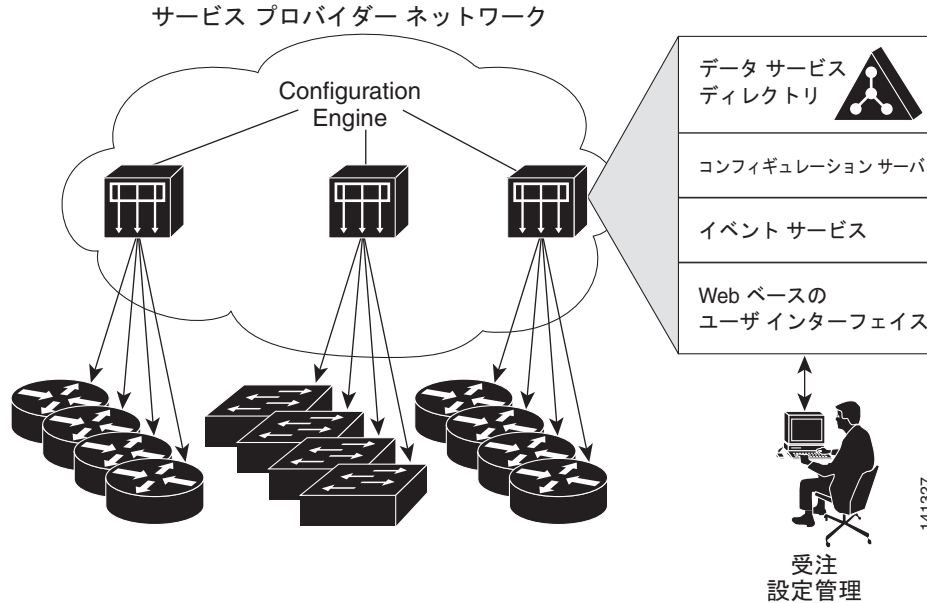 サービス プロバイダー ネットワーク
Configuration
Engine
データ サービス
ディレクトリ
コンフィギュレーション サーバ
イベント サービス
Web ベースの
ユーザ インターフェイス
141327
受注
設定管理